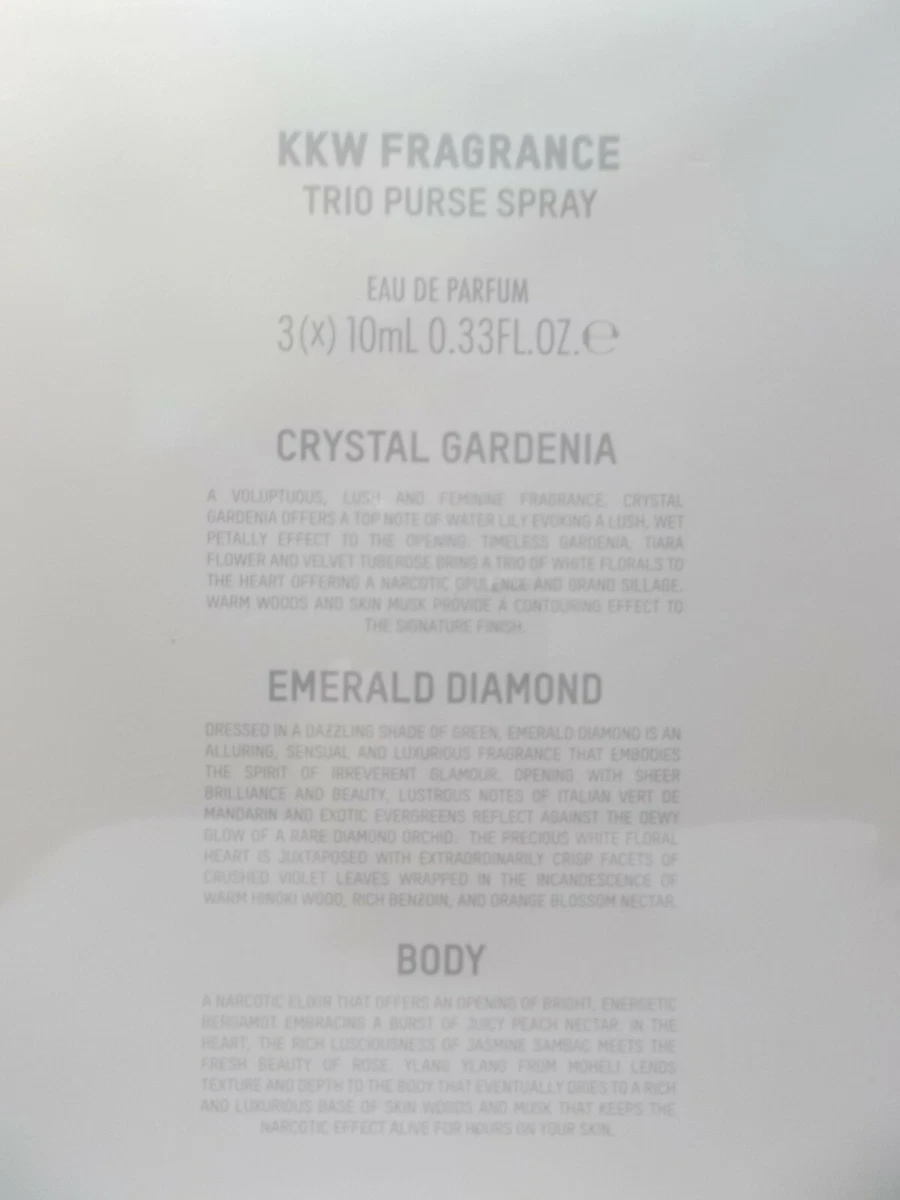 KKW FRAGRANCE
TRIO PURSE SPRAY
EAU DE PARFUM
3(x) 10mL 0.33FL.OZ.℮
CRYSTAL GARDENIA
A VOLUPTUOUS, LUSH AND FEMININE FRAGRANCE, CRYSTAL
GARDENIA OFFERS A TOP NOTE OF WATER LILY EVOKING A LUSH, WET
PETALLY EFFECT TO THE OPENING. TIMELESS GARDENIA, TIARA
FLOWER AND VELVET TUBEROSE BRING A TRIO OF WHITE FLORALS TO
THE HEART OFFERING A NARCOTIC OPULENCE AND GRAND SILLAGE.
WARM WOODS AND SKIN MUSK PROVIDE A CONTOURING EFFECT TO
THE SIGNATURE FINISH.
EMERALD DIAMOND
DRESSED IN A DAZZLING SHADE OF GREEN, EMERALD DIAMOND IS AN
ALLURING, SENSUAL AND LUXURIOUS FRAGRANCE THAT EMBODIES
THE SPIRIT OF IRREVERENT GLAMOUR. OPENING WITH SHEER
BRILLIANCE AND BEAUTY, LUSTROUS NOTES OF ITALIAN VERT DE
MANDARIN AND EXOTIC EVERGREENS REFLECT AGAINST THE DEWY
GLOW OF A RARE DIAMOND ORCHID. THE PRECIOUS WHITE FLORAL
HEART IS JUXTAPOSED WITH EXTRAORDINARILY CRISP FACETS OF
CRUSHED VIOLET LEAVES WRAPPED IN THE INCANDESCENCE OF
WARM HINOKI WOOD, RICH BENZOIN, AND ORANGE BLOSSOM NECTAR.
BODY
A NARCOTIC ELIXIR THAT OFFERS AN OPENING OF BRIGHT, ENERGETIC
BERGAMOT EMBRACING A BURST OF JUICY PEACH NECTAR. IN THE
HEART, THE RICH LUSCIOUSNESS OF JASMINE SAMBAC MEETS THE
FRESH BEAUTY OF ROSE. YLANG YLANG FROM MOHELI LENDS
TEXTURE AND DEPTH TO THE BODY THAT EVENTUALLY DRIES TO A RICH
AND LUXURIOUS BASE OF SKIN WOODS AND MUSK THAT KEEPS THE
NARCOTIC EFFECT ALIVE FOR HOURS ON YOUR SKIN.